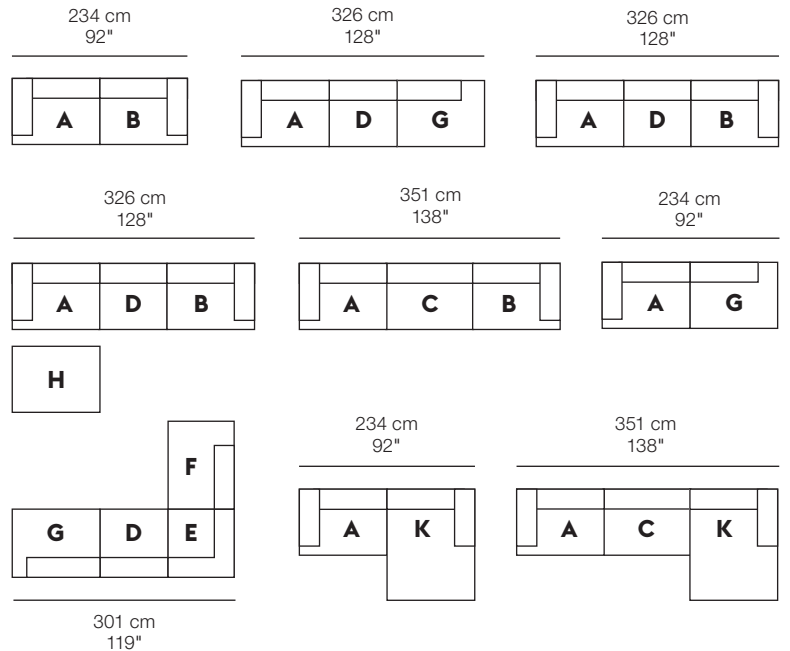 234 cm
92"
A B
326 cm
128"
A D G
326 cm
128"
A D B
326 cm
128"
A D B
H
351 cm
138"
A C B
234 cm
92"
A G
F
G D E
301 cm
119"
234 cm
92"
A K
351 cm
138"
A C K